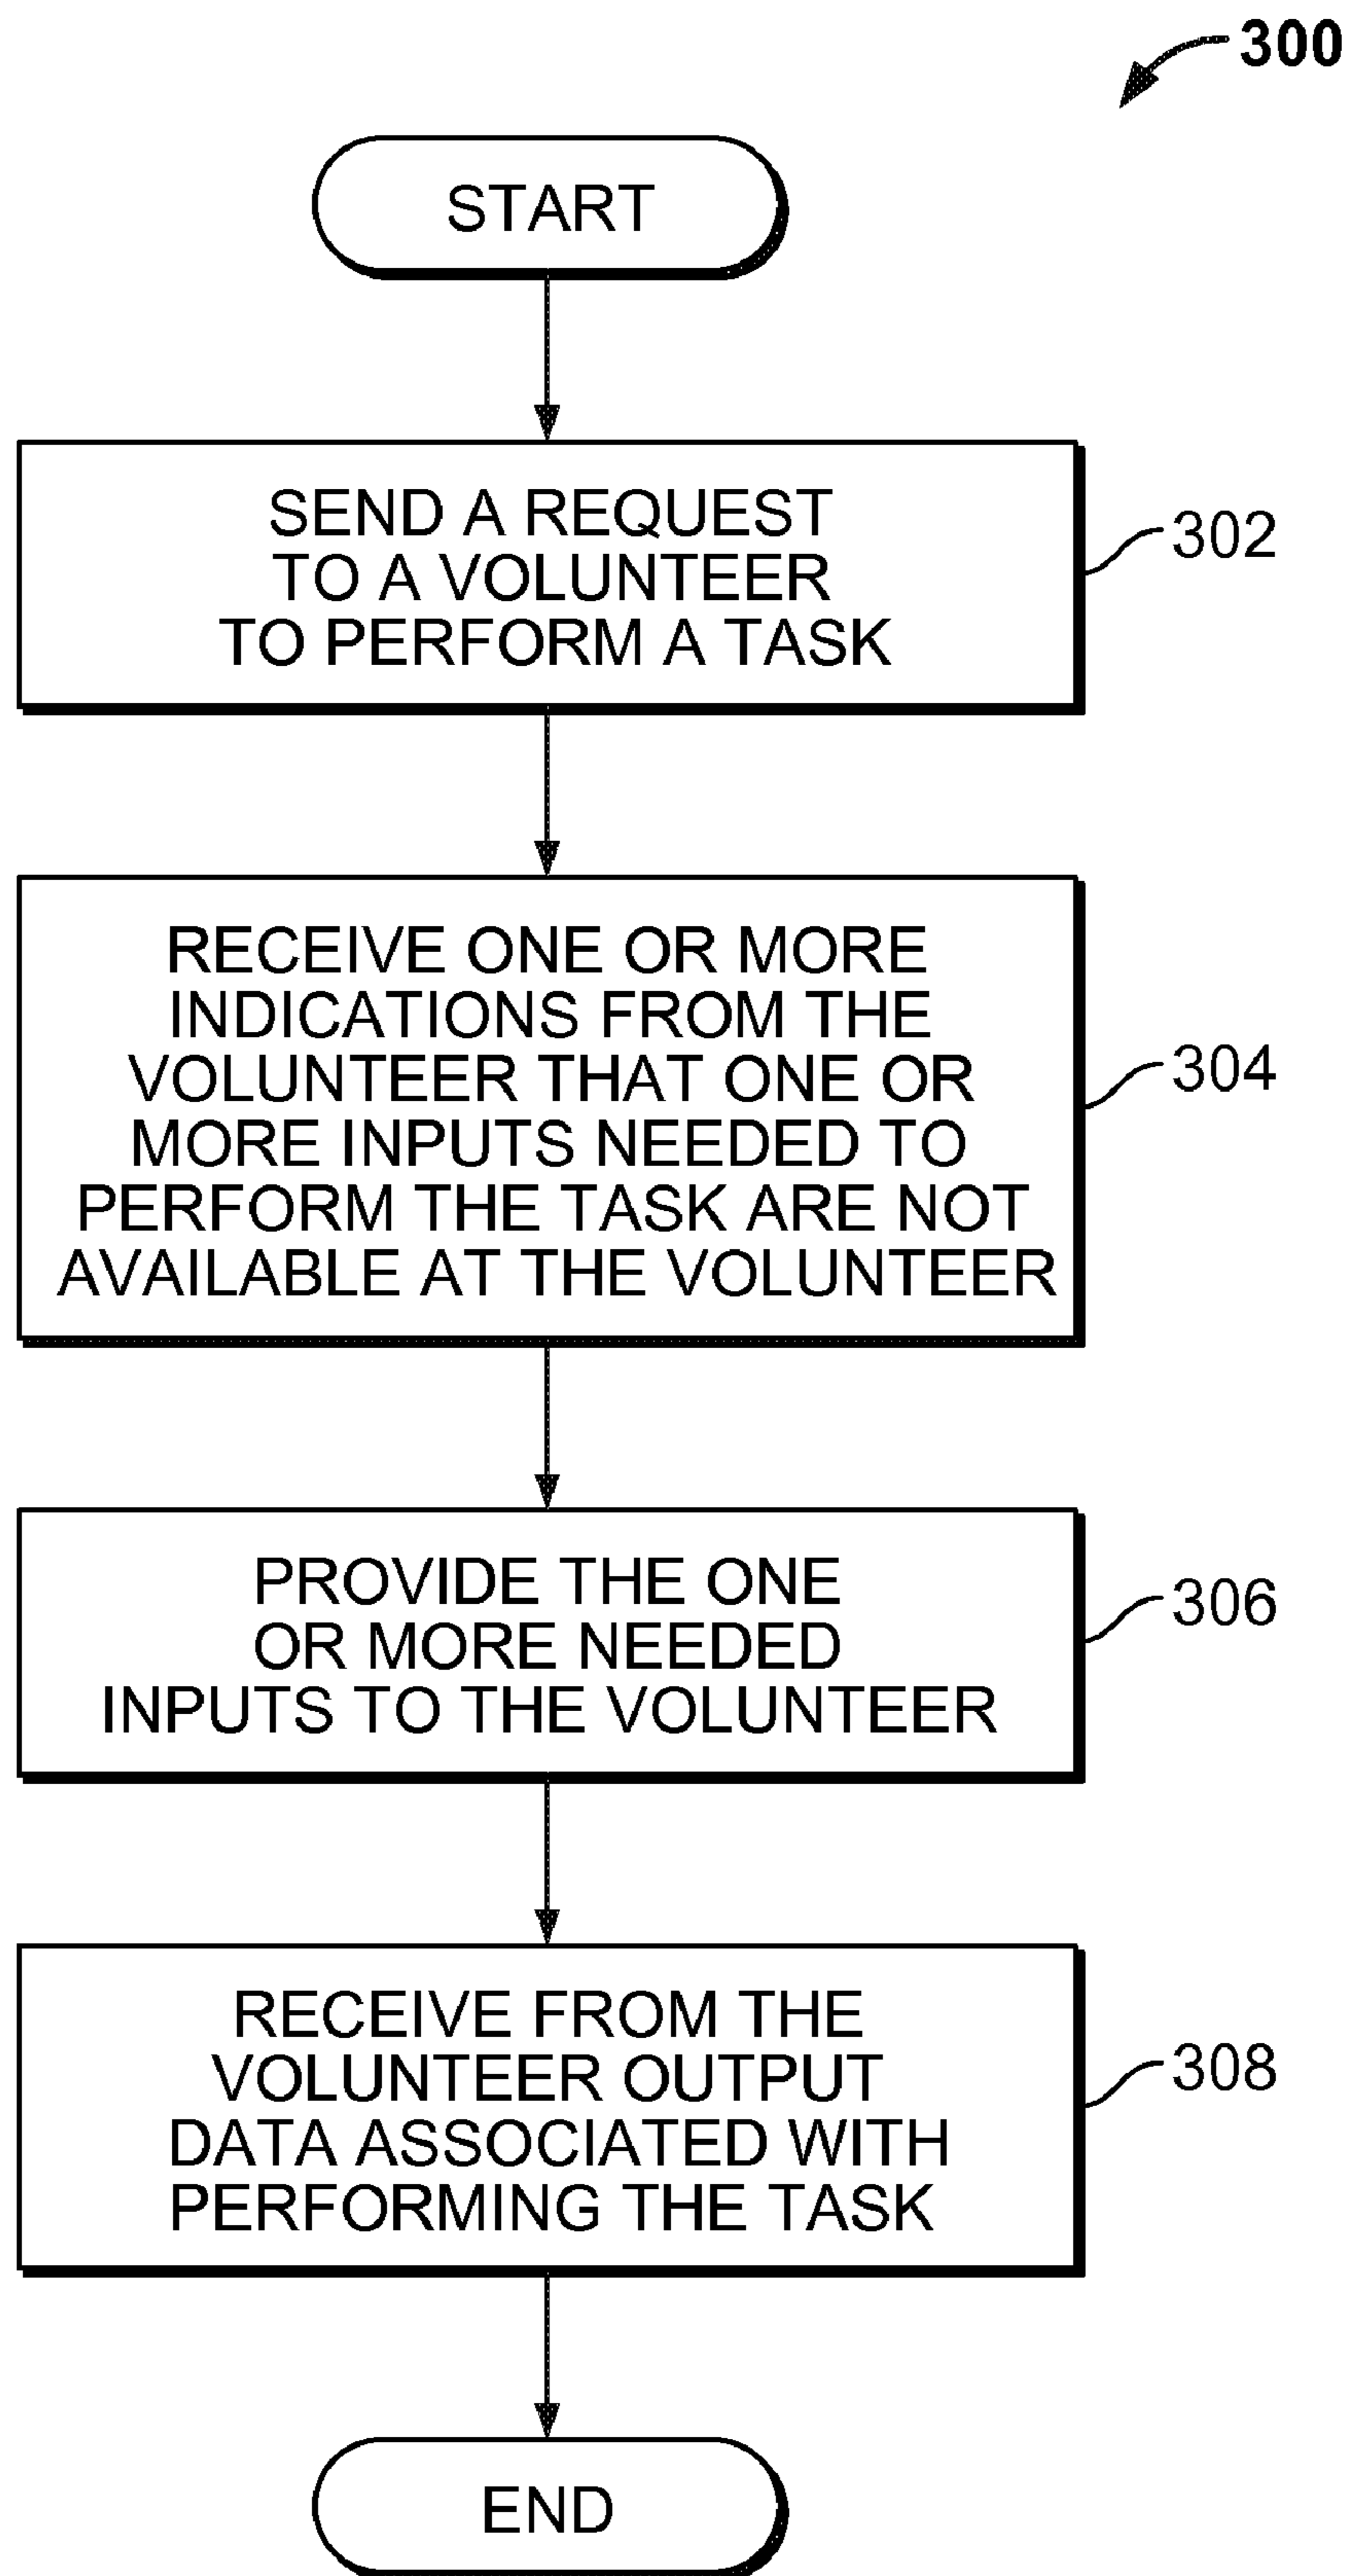 300
START
SEND A REQUEST
TO A VOLUNTEER
TO PERFORM A TASK
302
RECEIVE ONE OR MORE
INDICATIONS FROM THE
VOLUNTEER THAT ONE OR
MORE INPUTS NEEDED TO
PERFORM THE TASK ARE NOT
AVAILABLE AT THE VOLUNTEER
304
PROVIDE THE ONE
OR MORE NEEDED
INPUTS TO THE VOLUNTEER
306
RECEIVE FROM THE
VOLUNTEER OUTPUT
DATA ASSOCIATED WITH
PERFORMING THE TASK
308
END